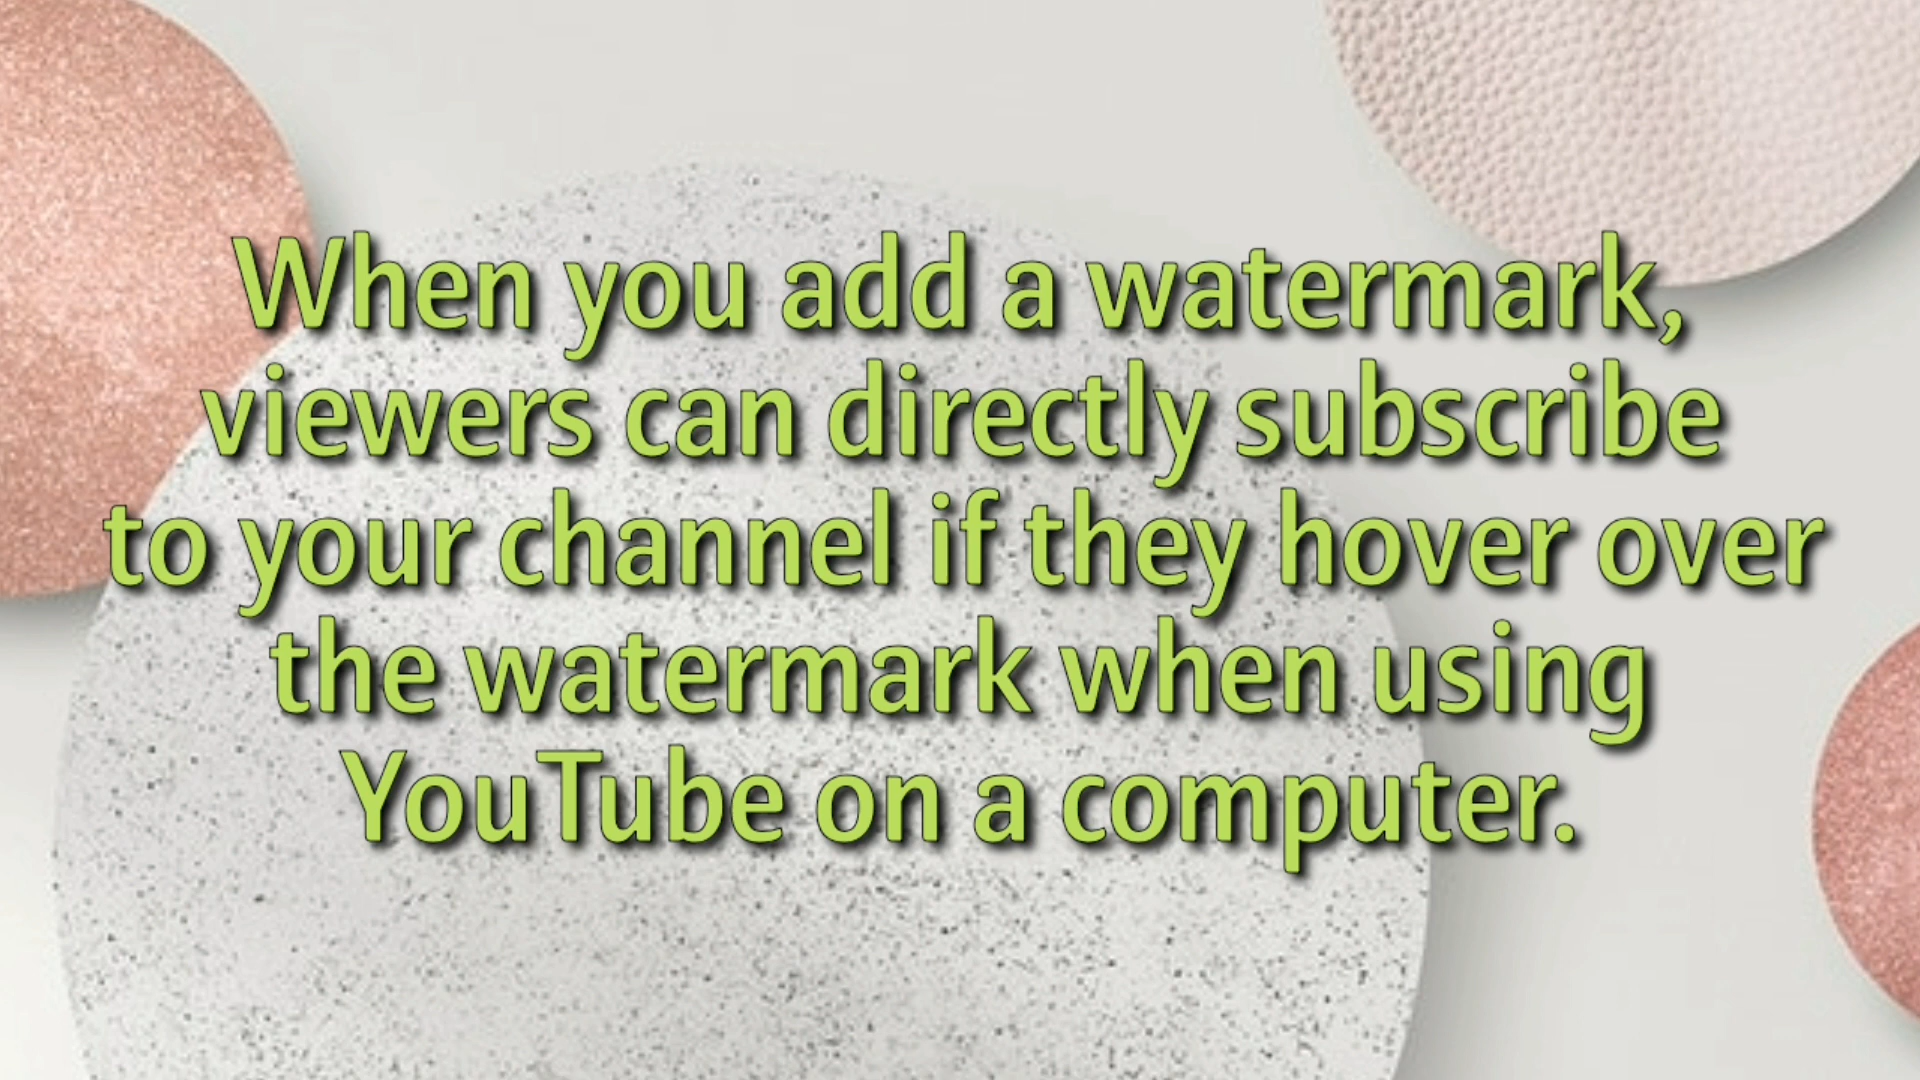 When you add a watermark,
viewers can directly subscribe
to your channel if they hover over
the watermark when using
YouTube on a computer.